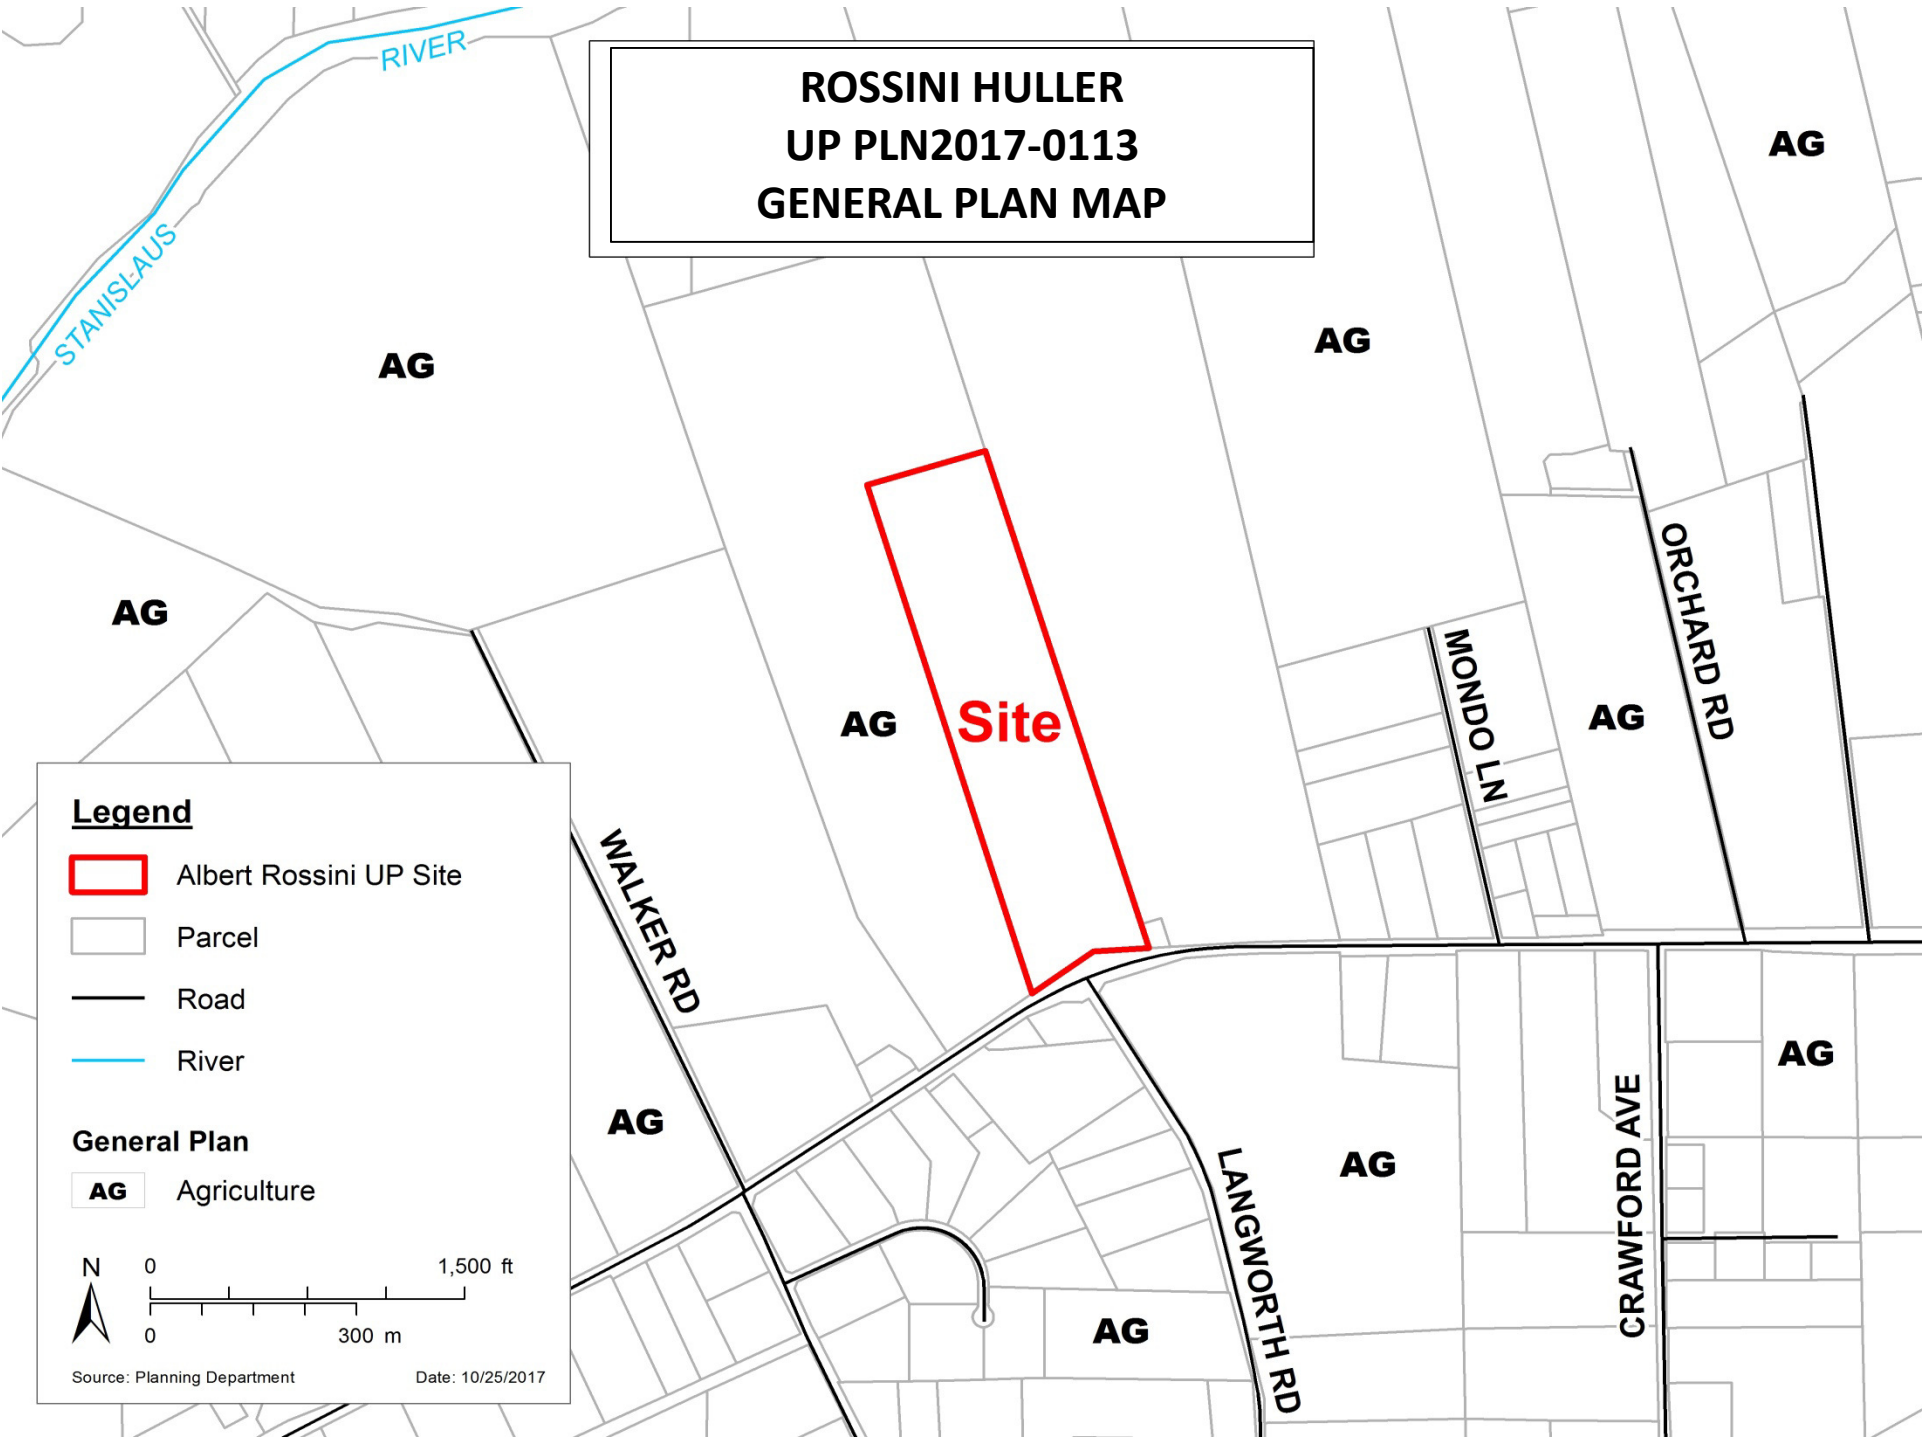 ROSSINI HULLER
UP PLN2017-0113
GENERAL PLAN MAP
RIVER
STANISLAUS
AG
AG
AG
AG
AG
Site
AG
AG
AG
AG
AG
AG
ORCHARD RD
MONDO LN
WALKER RD
LANGWORTH RD
CRAWFORD AVE
Legend
Albert Rossini UP Site
Parcel
Road
River
General Plan
AG Agriculture
N
0 1,500 ft
0 300 m
Source: Planning Department Date: 10/25/2017